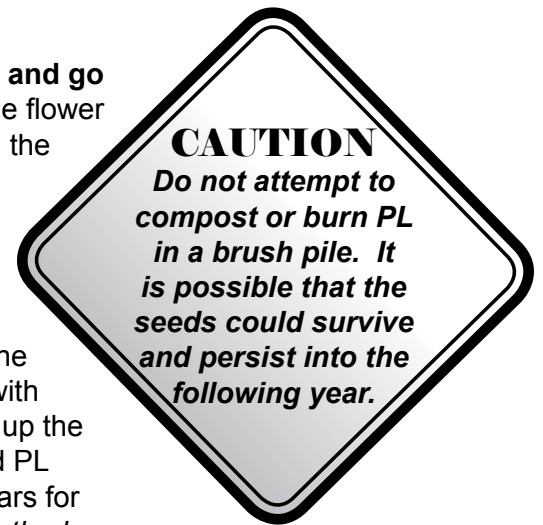 and go
e flower
the
CAUTION
Do not attempt to
compost or burn PL
in a brush pile. It
is possible that the
seeds could survive
and persist into the
following year.
ne
with
up the
d PL
ars for